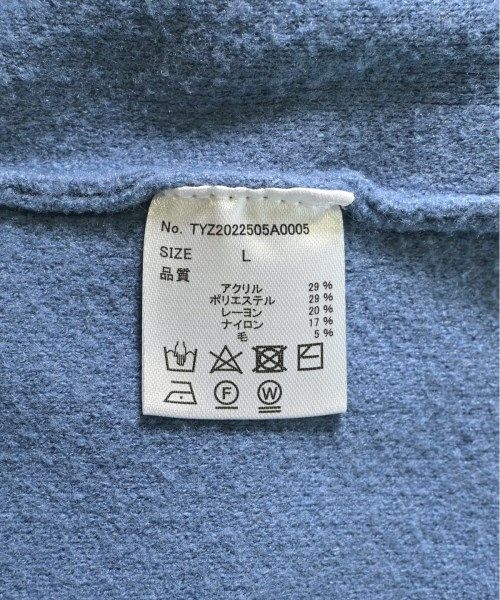 No. TYZ2022505A0005
SIZE L
品質
アクリル 29%
ポリエステル 29%
レーヨン 20%
ナイロン 17%
毛 5%
F W